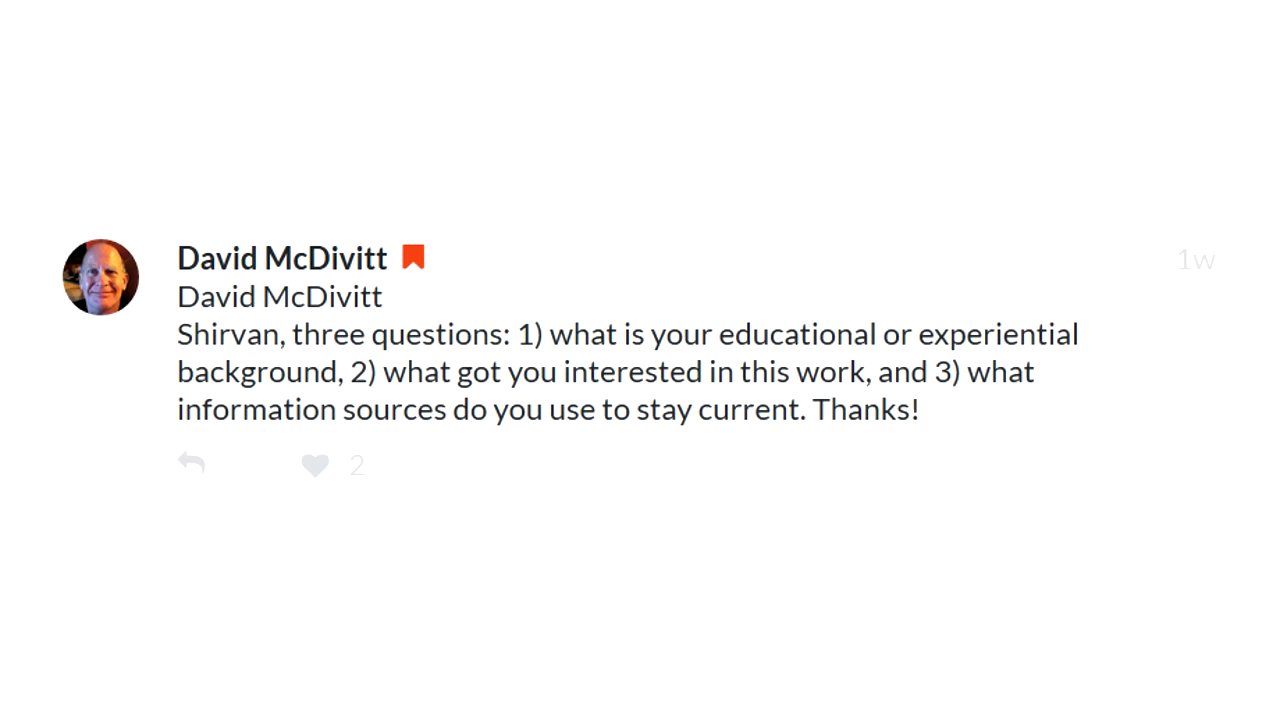 David McDivitt
1w
David McDivitt
Shirvan, three questions: 1) what is your educational or experiential
background, 2) what got you interested in this work, and 3) what
information sources do you use to stay current. Thanks!
2